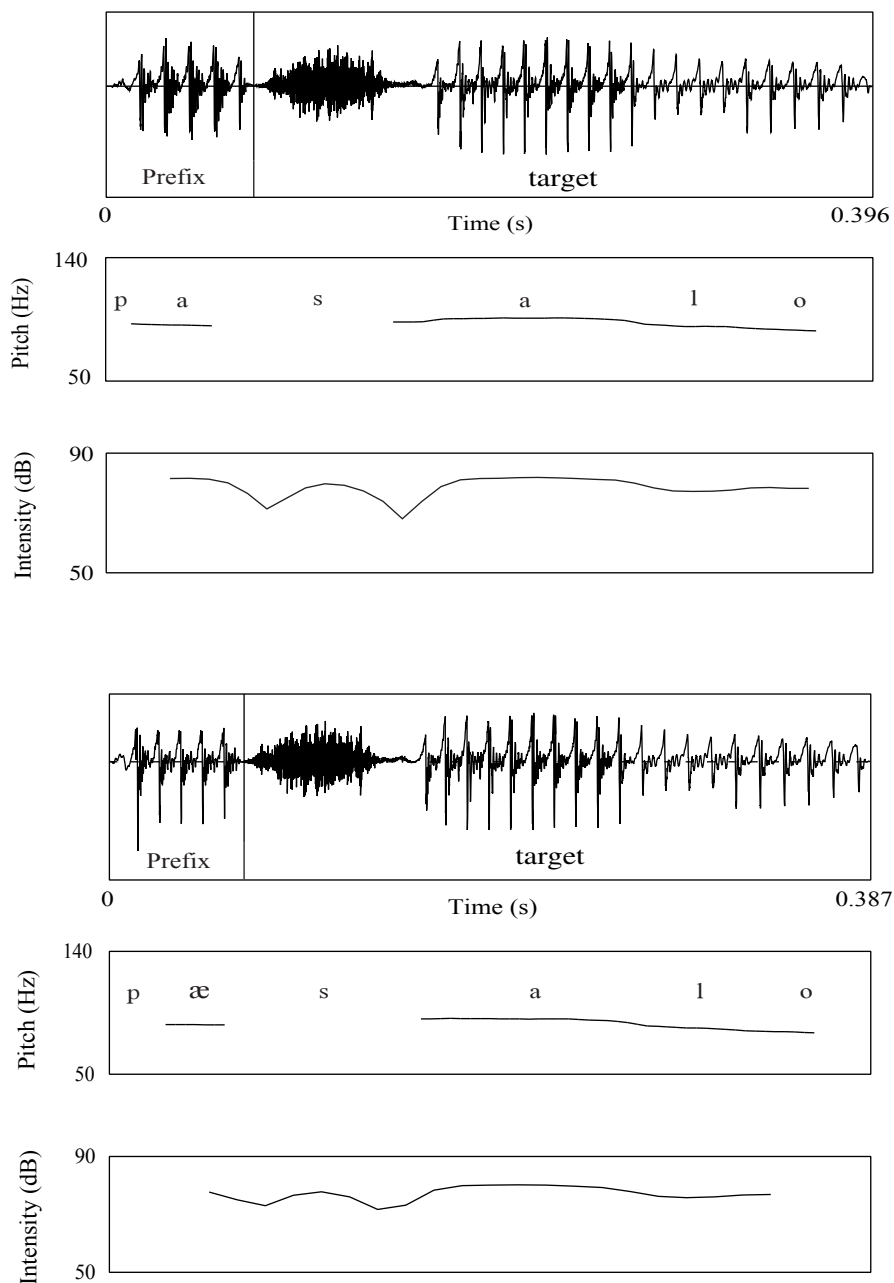 Prefix target
0 Time (s) 0.396
140
Pitch (Hz)
p a s a l o
50
90
Intensity (dB)
50
Prefix target
0 Time (s) 0.387
140
Pitch (Hz)
p æ s a l o
50
90
Intensity (dB)
50